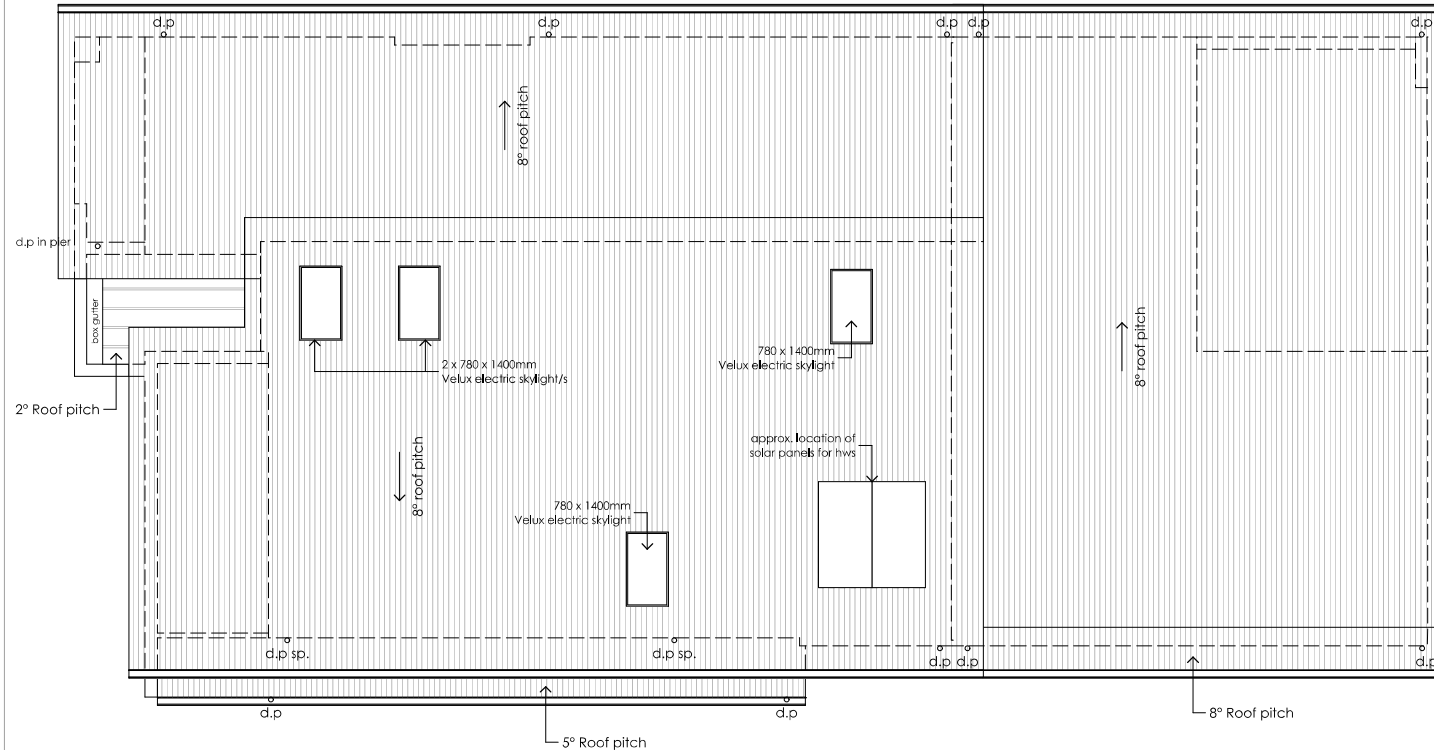 d.p
d.p
d.p
d.p
d.p
8° roof pitch
d.p in pier
box gutter
2 x 780 x 1400mm
Velux electric skylight/s
780 x 1400mm
Velux electric skylight
8° roof pitch
2° Roof pitch
approx. location of
solar panels for hws
8° roof pitch
780 x 1400mm
Velux electric skylight
d.p sp.
d.p sp.
d.p
d.p
d.p
d.p
d.p
8° Roof pitch
5° Roof pitch